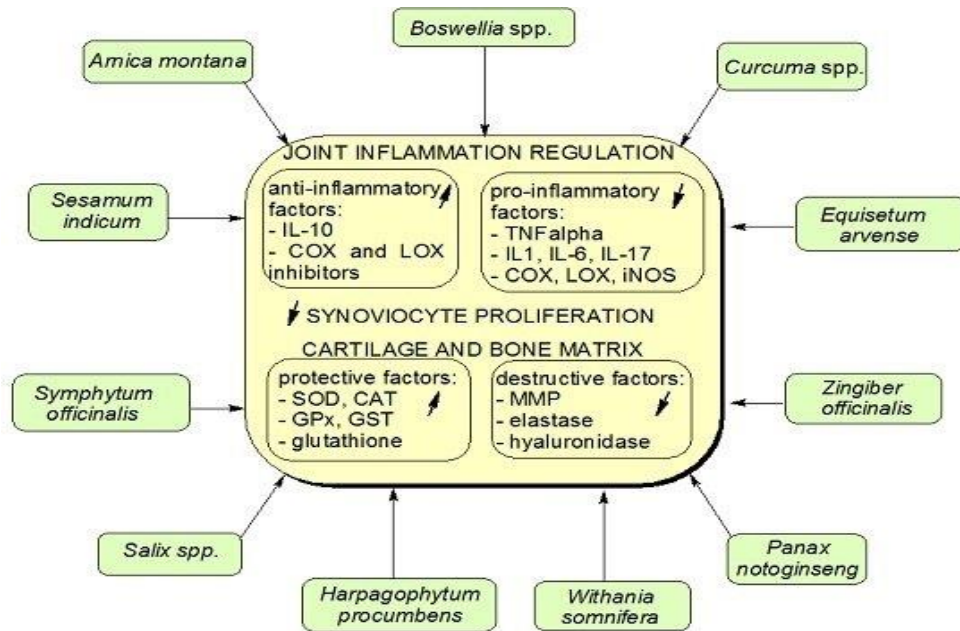 Boswellia spp.
Arnica montana
Curcuma spp.
JOINT INFLAMMATION REGULATION
anti-inflammatory
factors:
- IL-10
- COX and LOX
inhibitors
pro-inflammatory
factors:
- TNFalpha
- IL1, IL-6, IL-17
- COX, LOX, iNOS
Sesamum
indicum
Equisetum
arvense
SYNOVIOCYTE PROLIFERATION
CARTILAGE AND BONE MATRIX
protective factors:
- SOD, CAT
- GPx, GST
- glutathione
destructive factors:
- MMP
- elastase
- hyaluronidase
Symphytum
officinalis
Zingiber
officinalis
Salix spp.
Harpagophytum
procumbens
Withania
somnifera
Panax
notoginseng